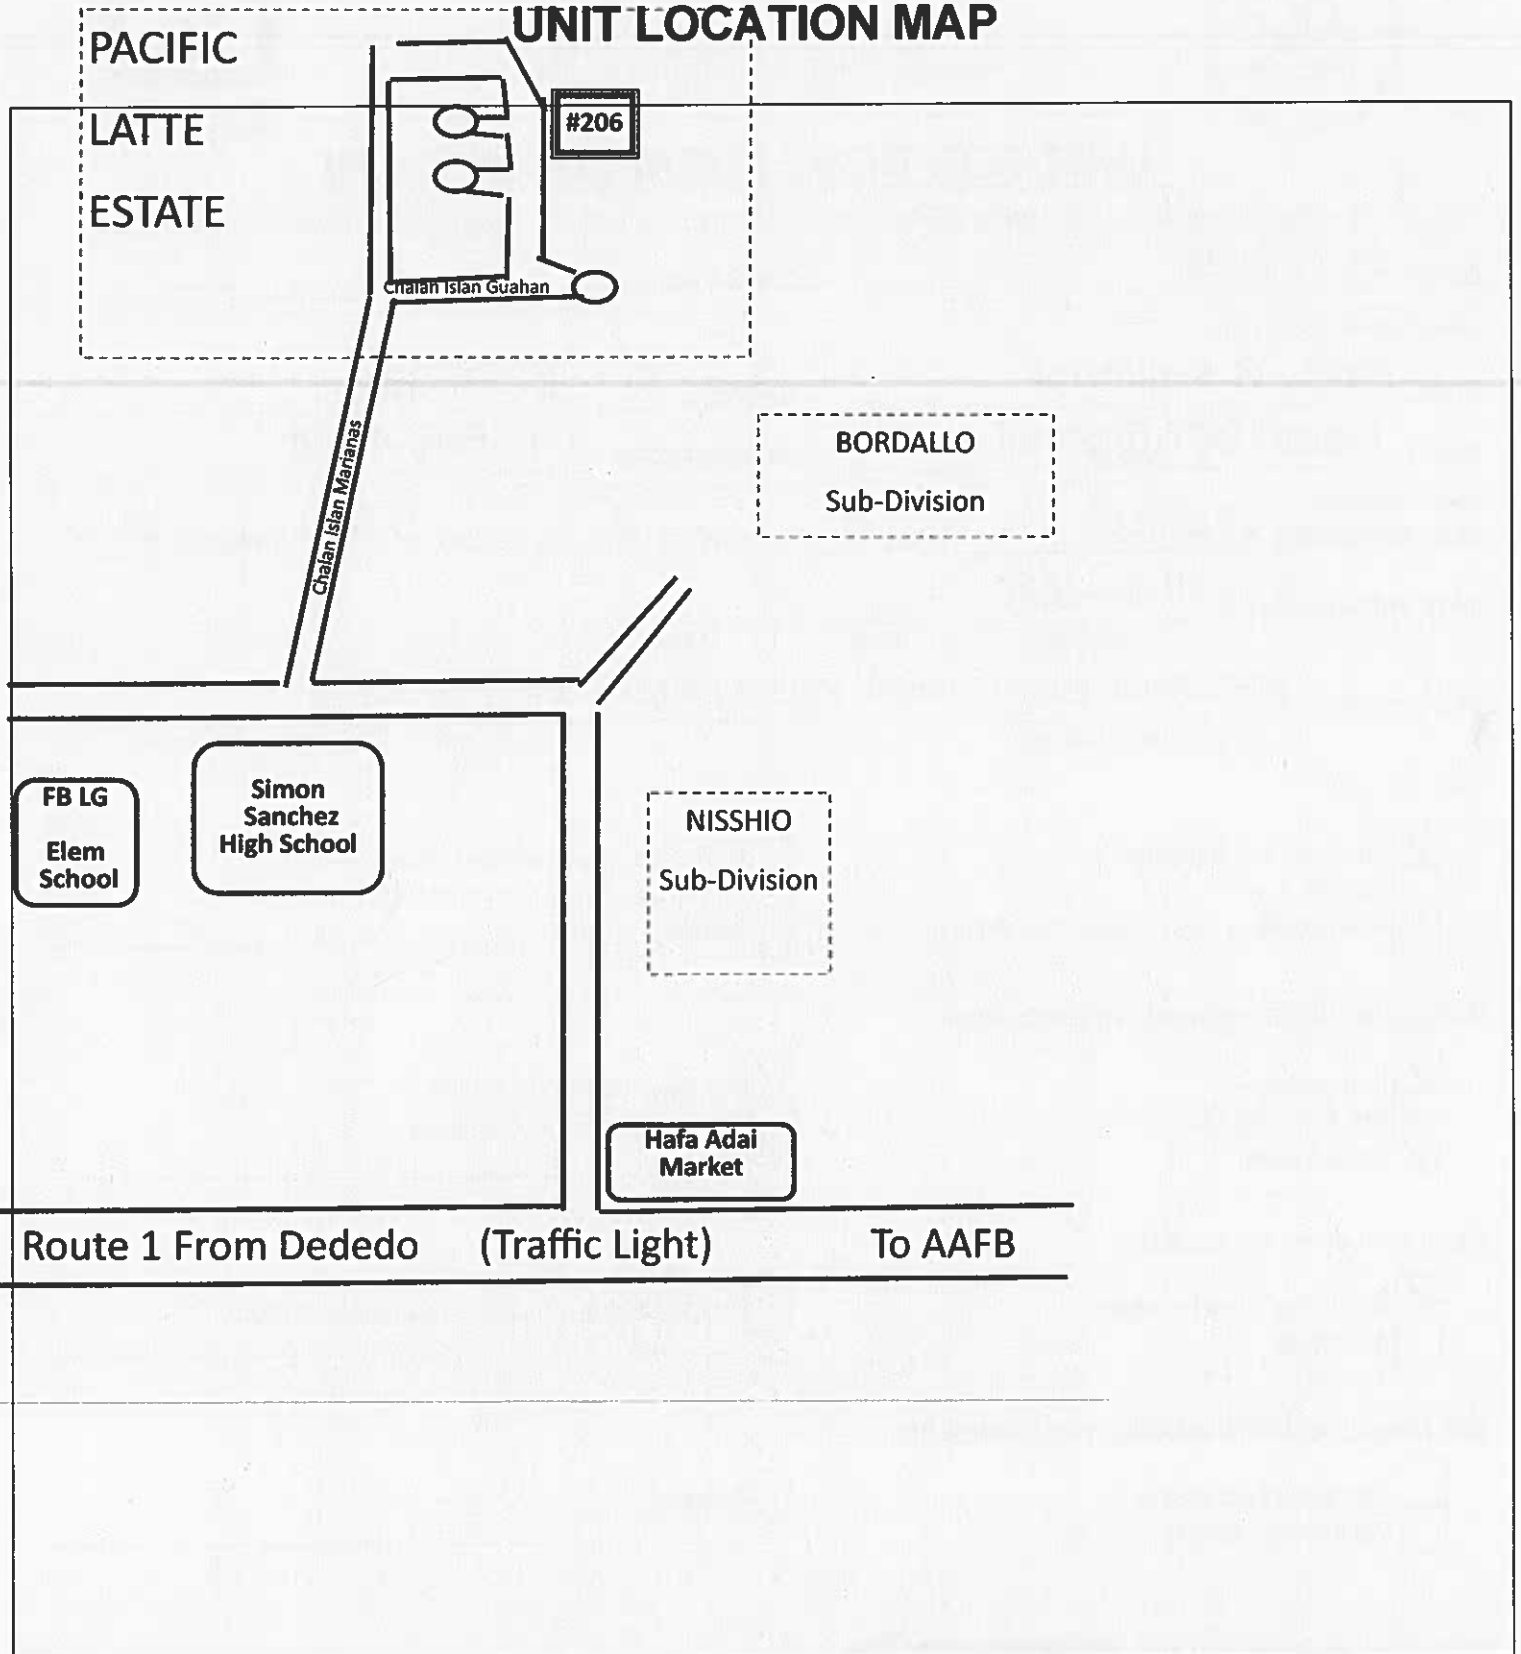 UNIT LOCATION MAP
PACIFIC
LATTE
ESTATE
#206
Chalan Islan Guahan
Chalan Islan Marianas
BORDALLO
Sub-Division
FB LG
Elem
School
Simon
Sanchez
High School
NISSHIO
Sub-Division
Hafa Adai
Market
Route 1 From Dededo (Traffic Light) To AAFB